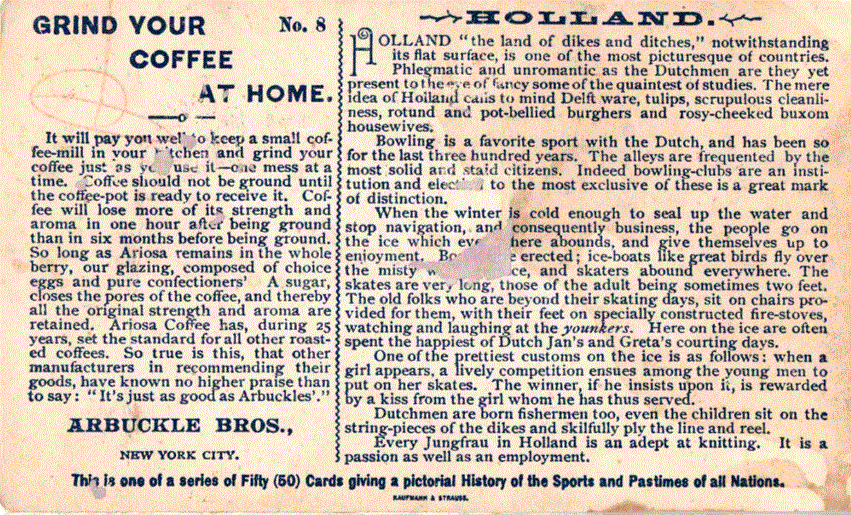 GRIND YOUR
COFFEE
AT HOME.
No. 8
It will pay you well to keep a small cof-
fee-mill in your kitchen and grind your
coffee just as you use it—one mess at a
time. Coffee should not be ground until
the coffee-pot is ready to receive it. Cof-
fee will lose more of its strength and
aroma in one hour after being ground
than in six months before being ground.
So long as Ariosa remains in the whole
berry, our glazing, composed of choice
eggs and pure confectioners' A sugar,
closes the pores of the coffee, and thereby
all the original strength and aroma are
retained. Ariosa Coffee has, during 25
years, set the standard for all other roast-
ed coffees. So true is this, that other
manufacturers in recommending their
goods, have known no higher praise than
to say: "It's just as good as Arbuckles'."
ARBUCKLE BROS.,
NEW YORK CITY.
HOLLAND.
HOLLAND "the land of dikes and ditches," notwithstanding
its flat surface, is one of the most picturesque of countries.
Phlegmatic and unromantic as the Dutchmen are they yet
present to the eye of fancy some of the quaintest of studies. The mere
idea of Holland calls to mind Delft ware, tulips, scrupulous cleanli-
ness, rotund and pot-bellied burghers and rosy-cheeked buxom
housewives.
Bowling is a favorite sport with the Dutch, and has been so
for the last three hundred years. The alleys are frequented by the
most solid and staid citizens. Indeed bowling-clubs are an insti-
tution and election to the most exclusive of these is a great mark
of distinction.
When the winter is cold enough to seal up the water and
stop navigation, and consequently business, the people go on
the ice which here abounds, and give themselves up to
enjoyment. erected; ice-boats like great birds fly over
the misty and skaters abound everywhere. The
skates are very long, those of the adult being sometimes two feet.
The old folks who are beyond their skating days, sit on chairs pro-
vided for them, with their feet on specially constructed fire-stoves,
watching and laughing at the younkers. Here on the ice are often
spent the happiest of Dutch Jan's and Greta's courting days.
One of the prettiest customs on the ice is as follows: when a
girl appears, a lively competition ensues among the young men to
put on her skates. The winner, if he insists upon it, is rewarded
by a kiss from the girl whom he has thus served.
Dutchmen are born fishermen too, even the children sit on the
string-pieces of the dikes and skilfully ply the line and reel.
Every Jungfrau in Holland is an adept at knitting. It is a
passion as well as an employment.
This is one of a series of Fifty (50) Cards giving a pictorial History of the Sports and Pastimes of all Nations.
KAUFMANN & STRAUSS.